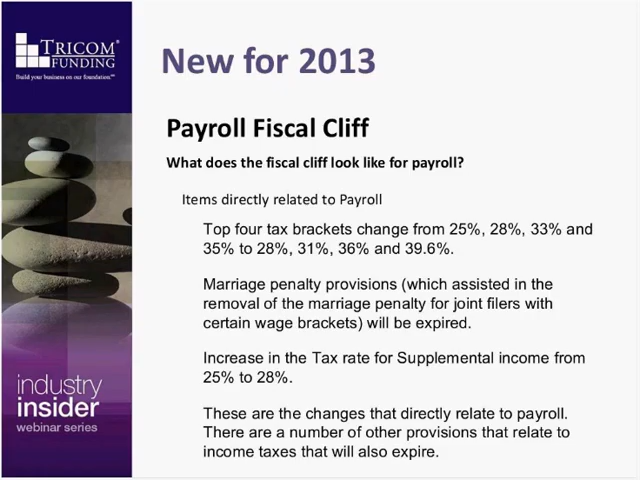 TRICOM®
FUNDING
Build your business on our foundation.℠
New for 2013
Payroll Fiscal Cliff
What does the fiscal cliff look like for payroll?
Items directly related to Payroll
Top four tax brackets change from 25%, 28%, 33% and
35% to 28%, 31%, 36% and 39.6%.
Marriage penalty provisions (which assisted in the
removal of the marriage penalty for joint filers with
certain wage brackets) will be expired.
Increase in the Tax rate for Supplemental income from
25% to 28%.
These are the changes that directly relate to payroll.
There are a number of other provisions that relate to
income taxes that will also expire.
industry
insider
webinar series